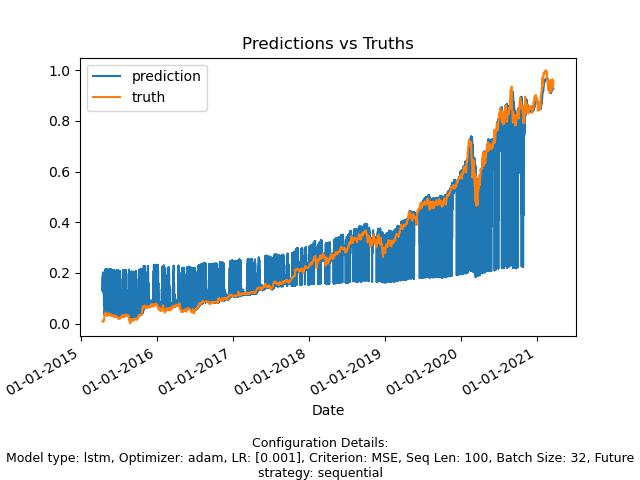 Predictions vs Truths
prediction
truth
1.0
0.8
0.6
0.4
0.2
0.0
01-01-2015
01-01-2016
01-01-2017
01-01-2018
01-01-2019
01-01-2020
01-01-2021
Date
Configuration Details:
Model type: lstm, Optimizer: adam, LR: [0.001], Criterion: MSE, Seq Len: 100, Batch Size: 32, Future
strategy: sequential